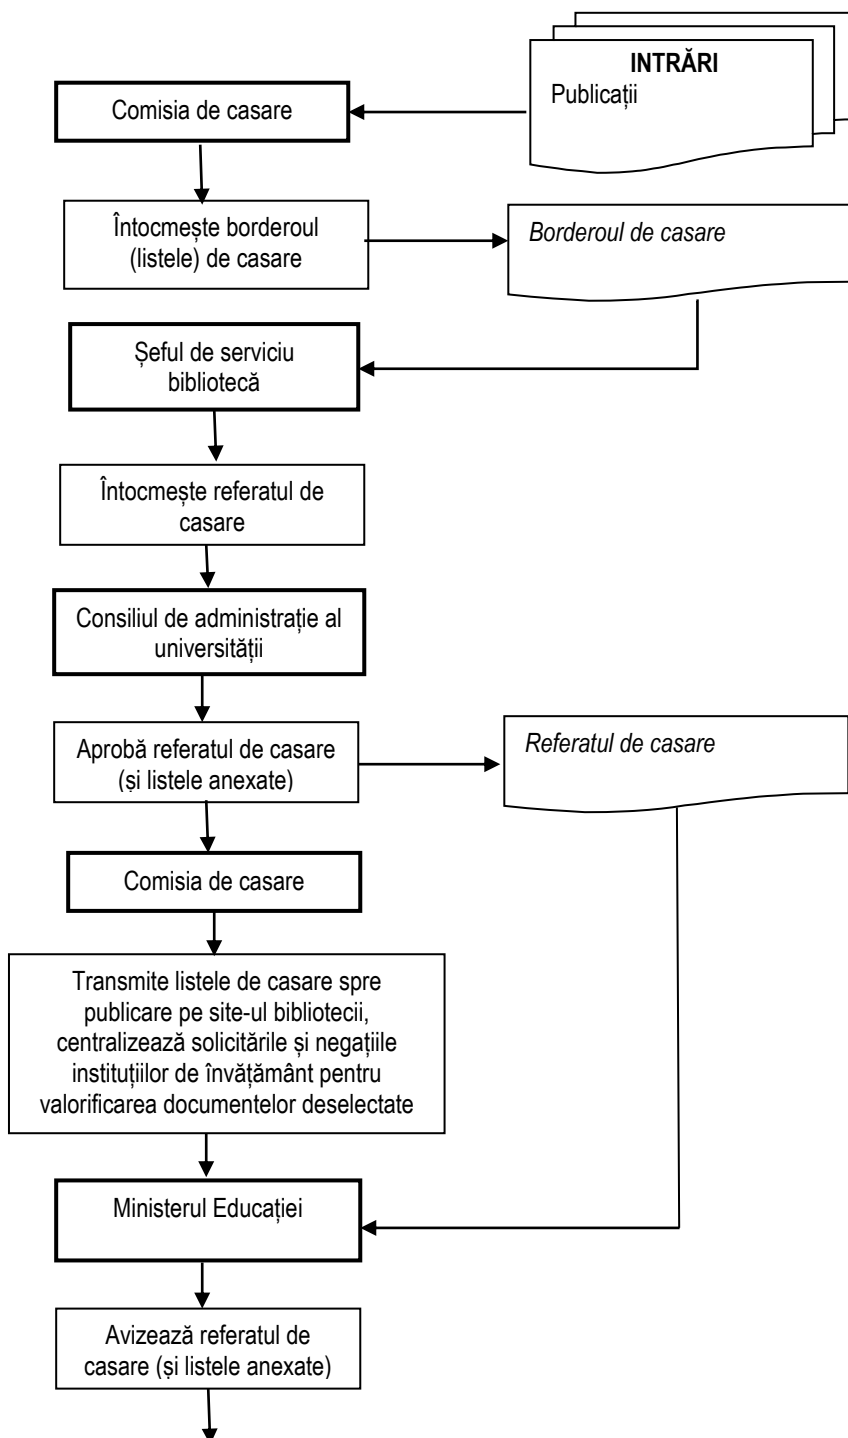 INTRĂRI
Publicații
Comisia de casare
Întocmește borderoul
(listele) de casare
Borderoul de casare
Șeful de serviciu
bibliotecă
Întocmește referatul de
casare
Consiliul de administrație al
universității
Aprobă referatul de casare
(și listele anexate)
Referatul de casare
Comisia de casare
Transmite listele de casare spre
publicare pe site-ul bibliotecii,
centralizează solicitările și negațiile
instituțiilor de învățământ pentru
valorificarea documentelor deselectate
Ministerul Educației
Avizează referatul de
casare (și listele anexate)